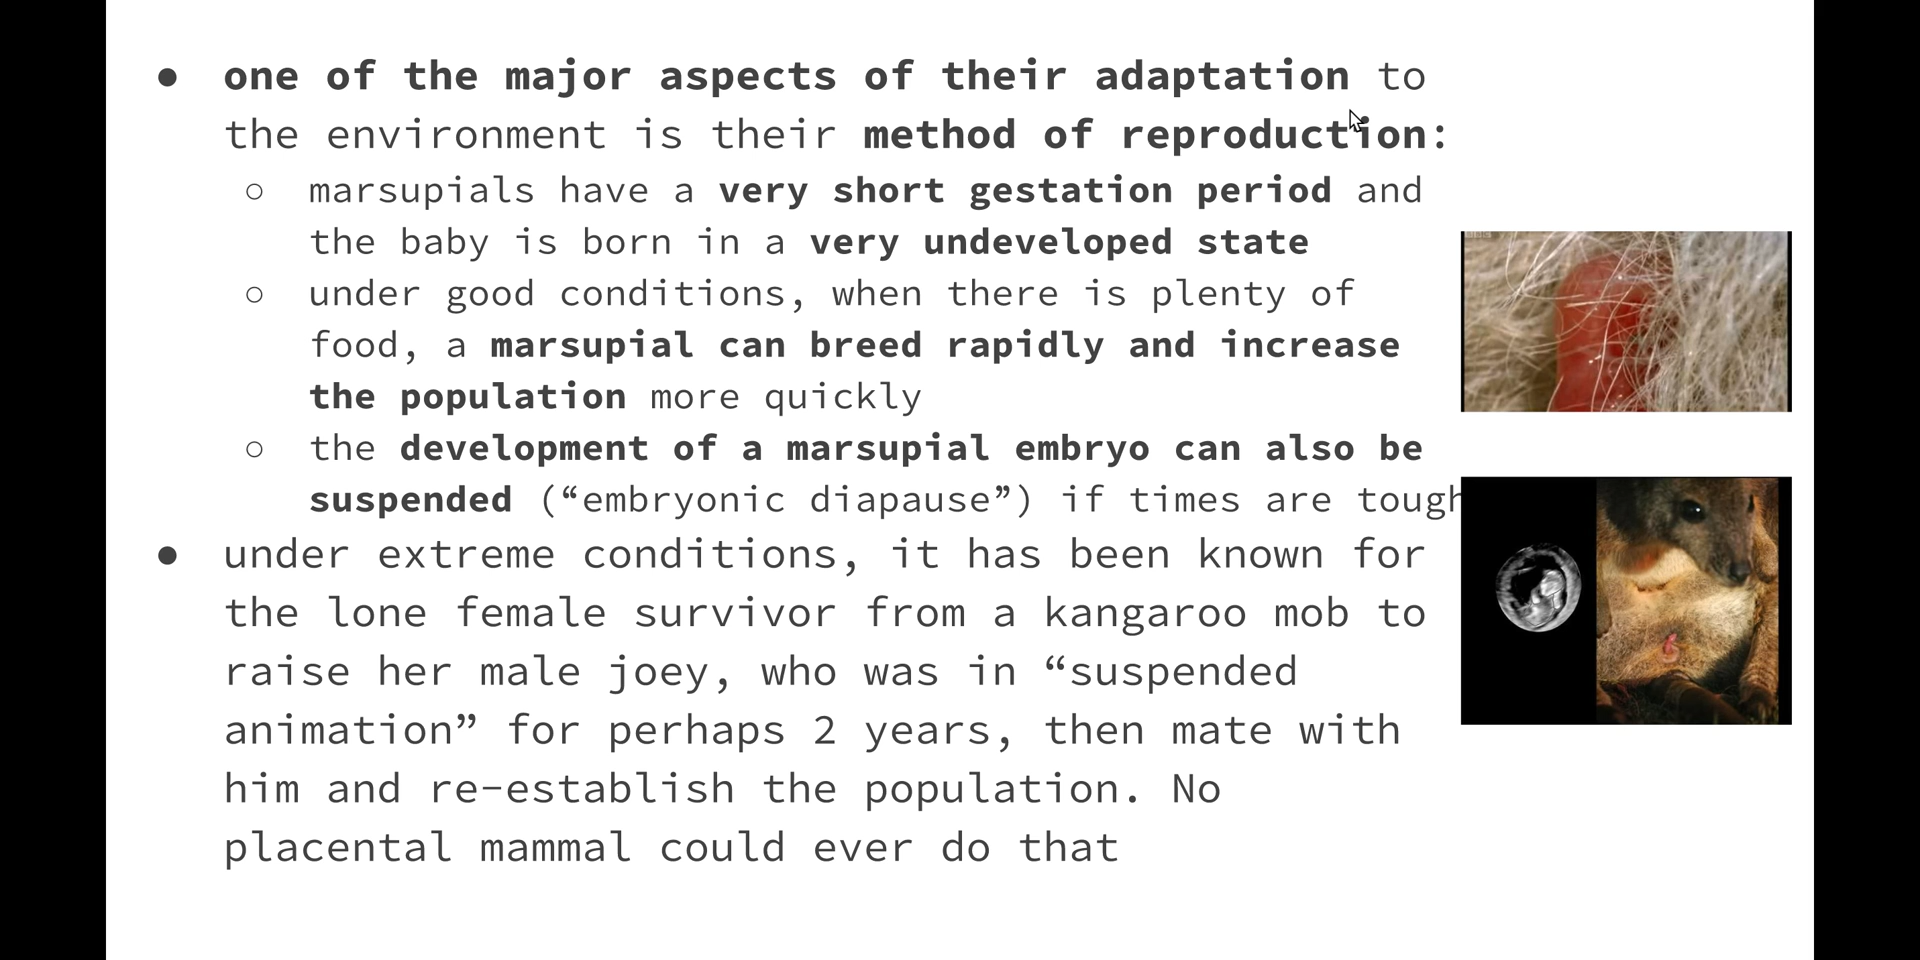 ● one of the major aspects of their adaptation to
the environment is their method of reproduction:
○ marsupials have a very short gestation period and
the baby is born in a very undeveloped state
○ under good conditions, when there is plenty of
food, a marsupial can breed rapidly and increase
the population more quickly
○ the development of a marsupial embryo can also be
suspended (“embryonic diapause”) if times are tough
● under extreme conditions, it has been known for
the lone female survivor from a kangaroo mob to
raise her male joey, who was in “suspended
animation” for perhaps 2 years, then mate with
him and re-establish the population. No
placental mammal could ever do that